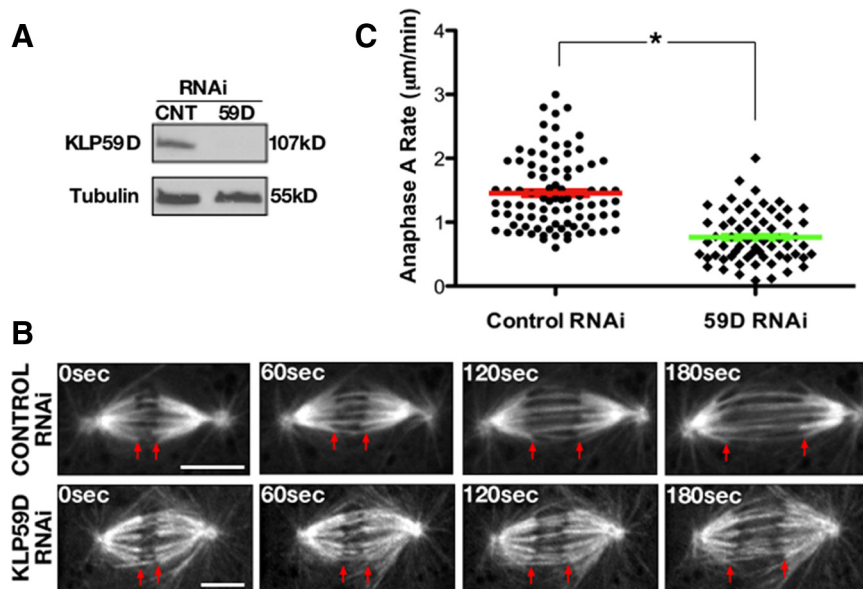 A
RNAi
CNT 59D
KLP59D 107kD
Tubulin 55kD
C
Anaphase A Rate (μm/min)
4
3
2
1
0
*
Control RNAi 59D RNAi
B
CONTROL
RNAi
0sec 60sec 120sec 180sec
KLP59D
RNAi
0sec 60sec 120sec 180sec